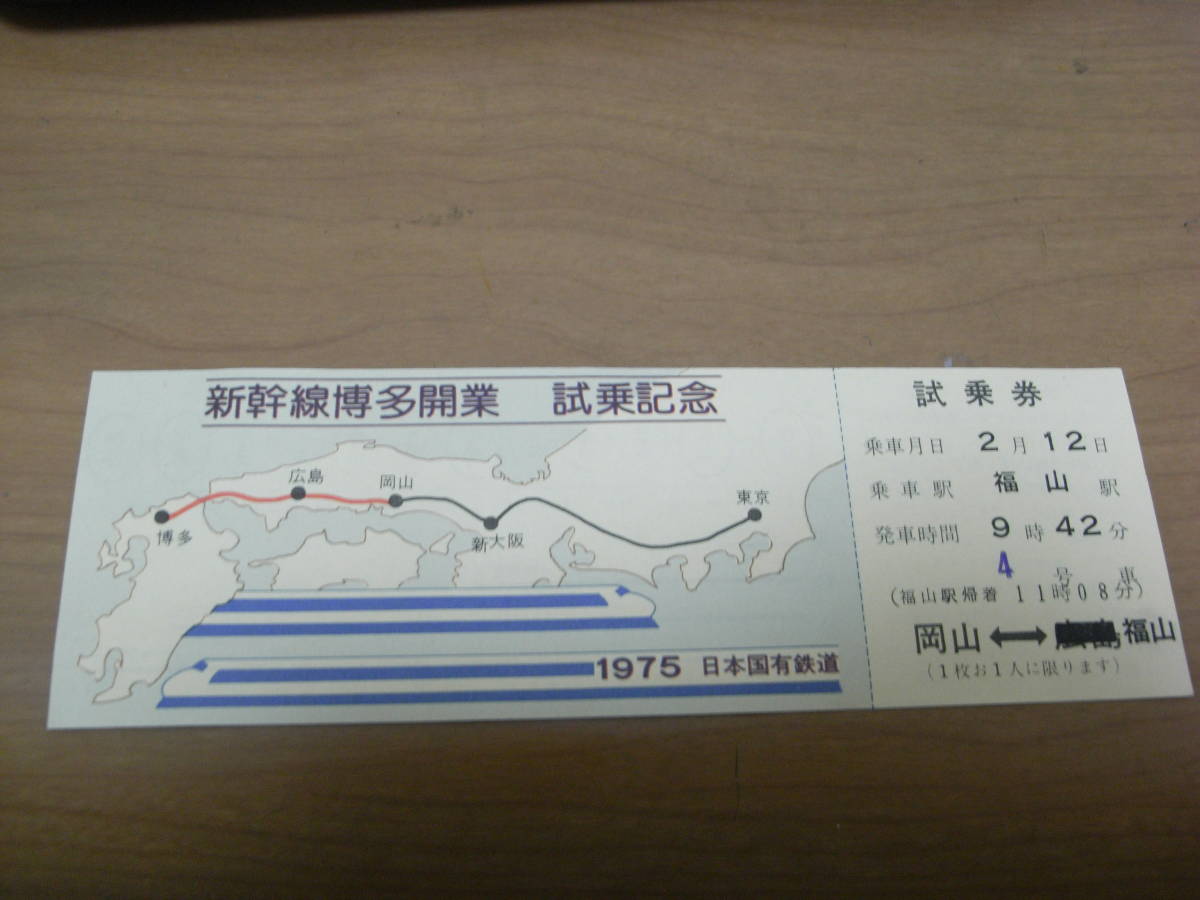 新幹線博多開業 試乗記念
広島
岡山
東京
博多
新大阪
1975 日本国有鉄道
試乗券
乗車月日 2月12日
乗車駅 福山駅
発車時間 9時42分
4号車
(福山駅帰着 11時08分)
岡山⟷広島福山
(1枚お1人に限ります)